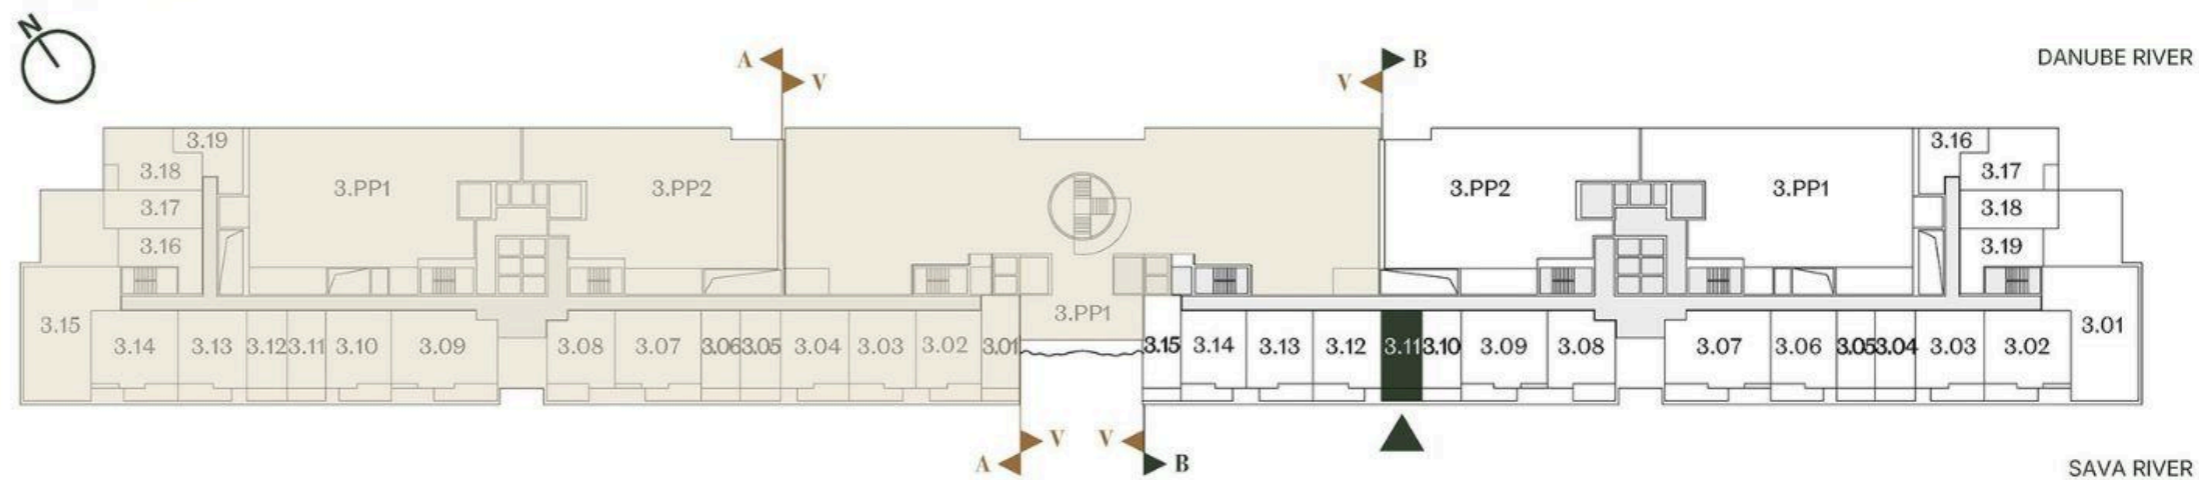 N
A
V
V
B
DANUBE RIVER
3.19
3.18
3.17
3.16
3.PP1
3.PP2
3.PP2
3.PP1
3.16
3.17
3.18
3.19
3.PP1
3.15
3.14 3.13 3.12 3.11 3.10 3.09 3.08 3.07 3.06 3.05 3.04 3.03 3.02 3.01
3.15 3.14 3.13 3.12 3.11 3.10 3.09 3.08 3.07 3.06 3.05 3.04 3.03 3.02
3.01
V
V
A
B
SAVA RIVER